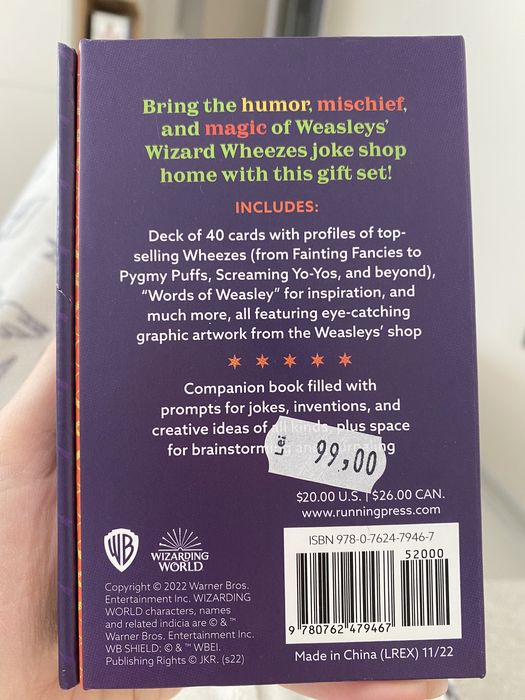 Bring the humor, mischief,
and magic of Weasleys'
Wizard Wheezes joke shop
home with this gift set!
INCLUDES:
Deck of 40 cards with profiles of top-
selling Wheezes (from Fainting Fancies to
Pygmy Puffs, Screaming Yo-Yos, and beyond),
"Words of Weasley" for inspiration, and
much more, all featuring eye-catching
graphic artwork from the Weasleys' shop
Companion book filled with
prompts for jokes, inventions, and
creative ideas of all kinds, plus space
for brainstorming and journaling
Lei
99,00
$20.00 U.S. | $26.00 CAN.
www.runningpress.com
ISBN 978-0-7624-7946-7
52000
9 780762 479467
Made in China (LREX) 11/22
WB
WIZARDING
WORLD
Copyright © 2022 Warner Bros.
Entertainment Inc. WIZARDING
WORLD characters, names
and related indicia are © & ™
Warner Bros. Entertainment Inc.
WB SHIELD: © & ™ WBEI.
Publishing Rights © JKR. (s22)